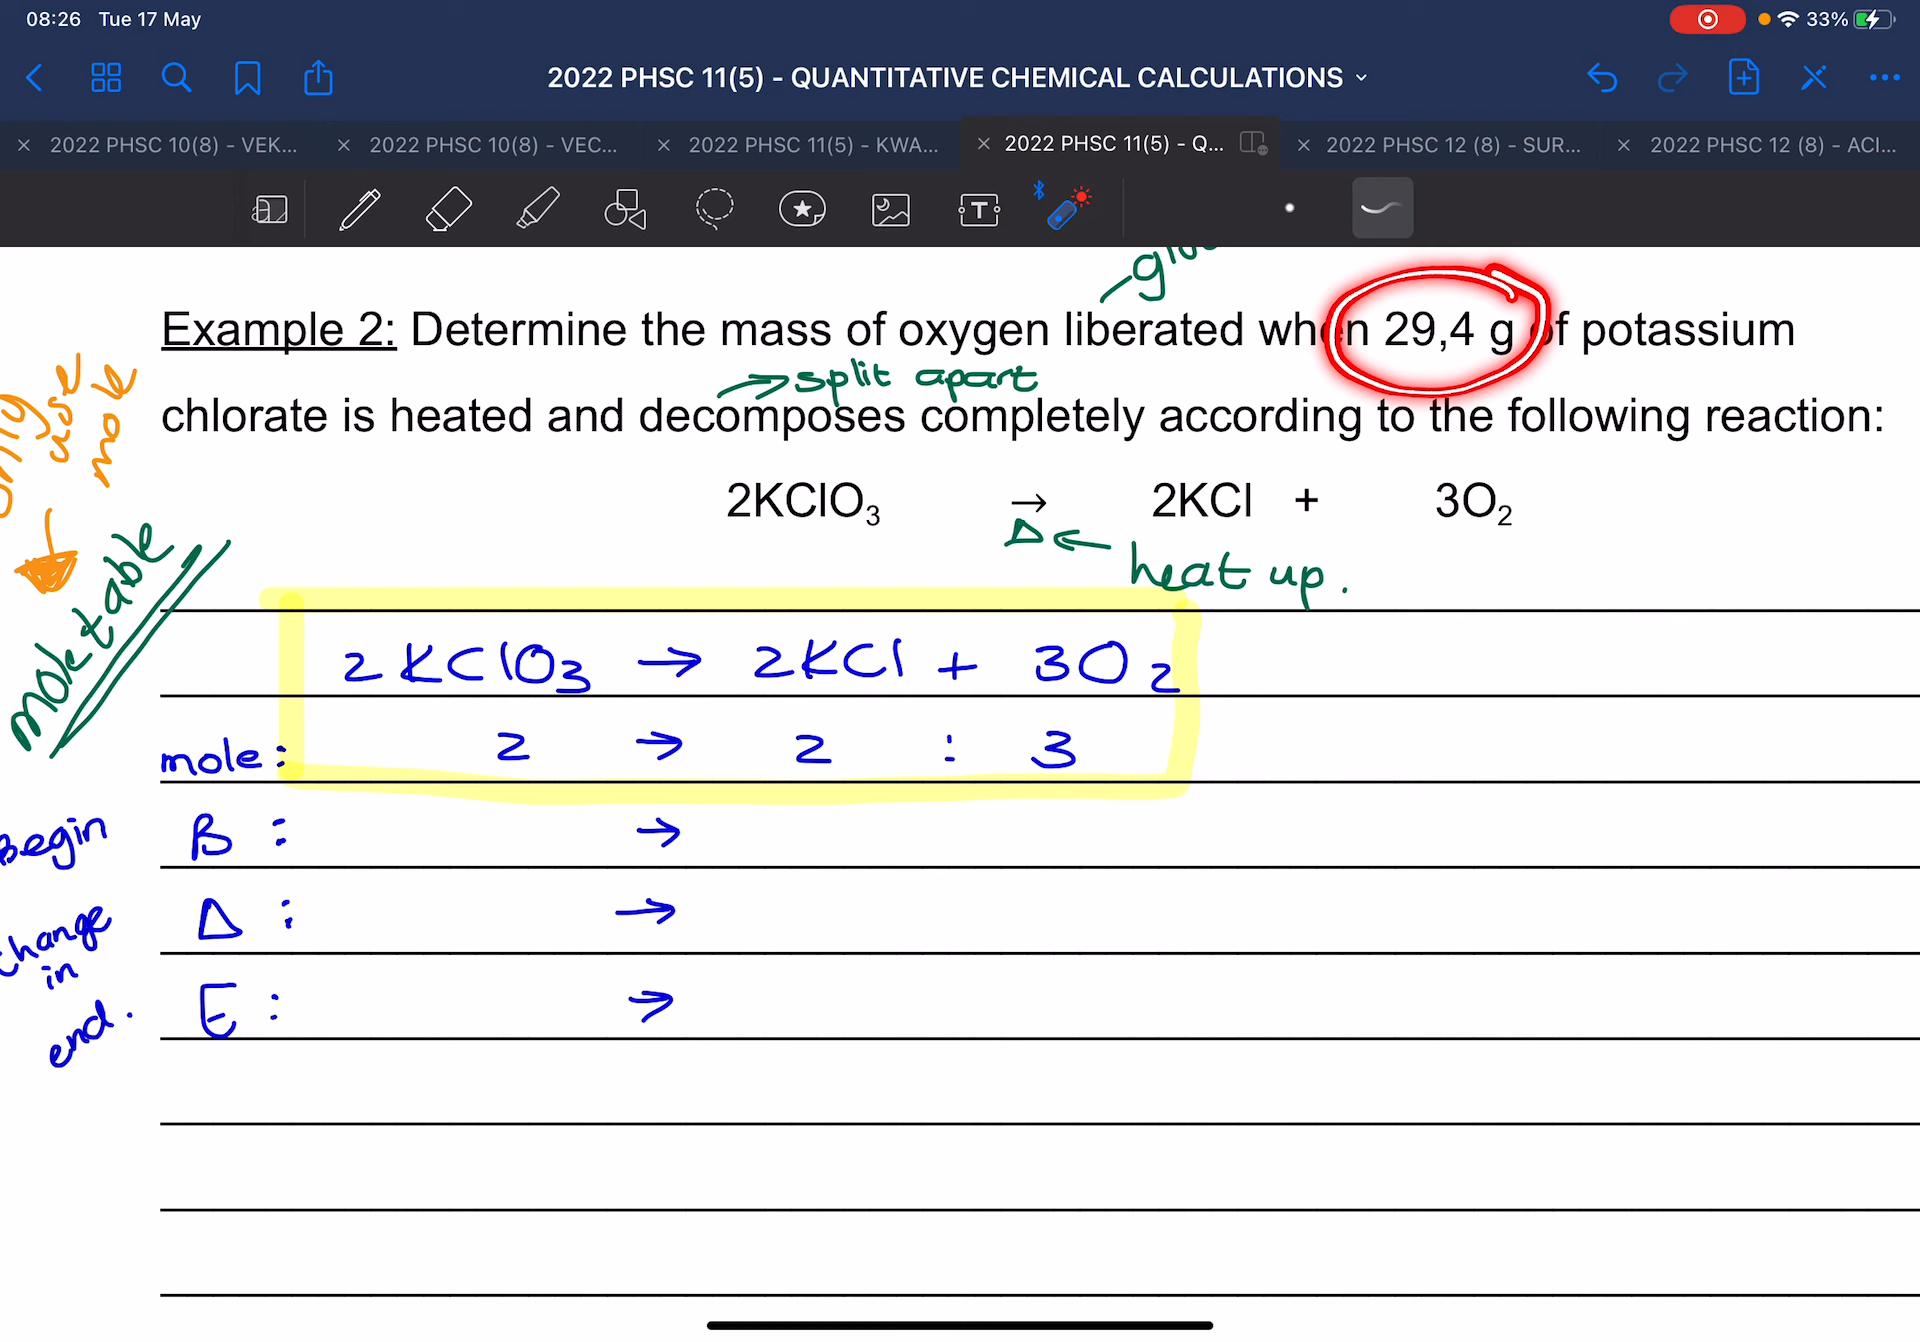 08:26 Tue 17 May
33%
2022 PHSC 11(5) - QUANTITATIVE CHEMICAL CALCULATIONS
× 2022 PHSC 10(8) - VEK... × 2022 PHSC 10(8) - VEC... × 2022 PHSC 11(5) - KWA... × 2022 PHSC 11(5) - Q... × 2022 PHSC 12 (8) - SUR... × 2022 PHSC 12 (8) - ACI...
T
Example 2: Determine the mass of oxygen liberated when 29,4 g of potassium
→ split apart
chlorate is heated and decomposes completely according to the following reaction:
use
mole
2KClO₃ → 2KCl + 3O₂
Δ ← heat up.
mole table
2KClO₃ → 2KCl + 3O₂
mole: 2 → 2 : 3
Begin B : →
change in Δ : →
end. E : →